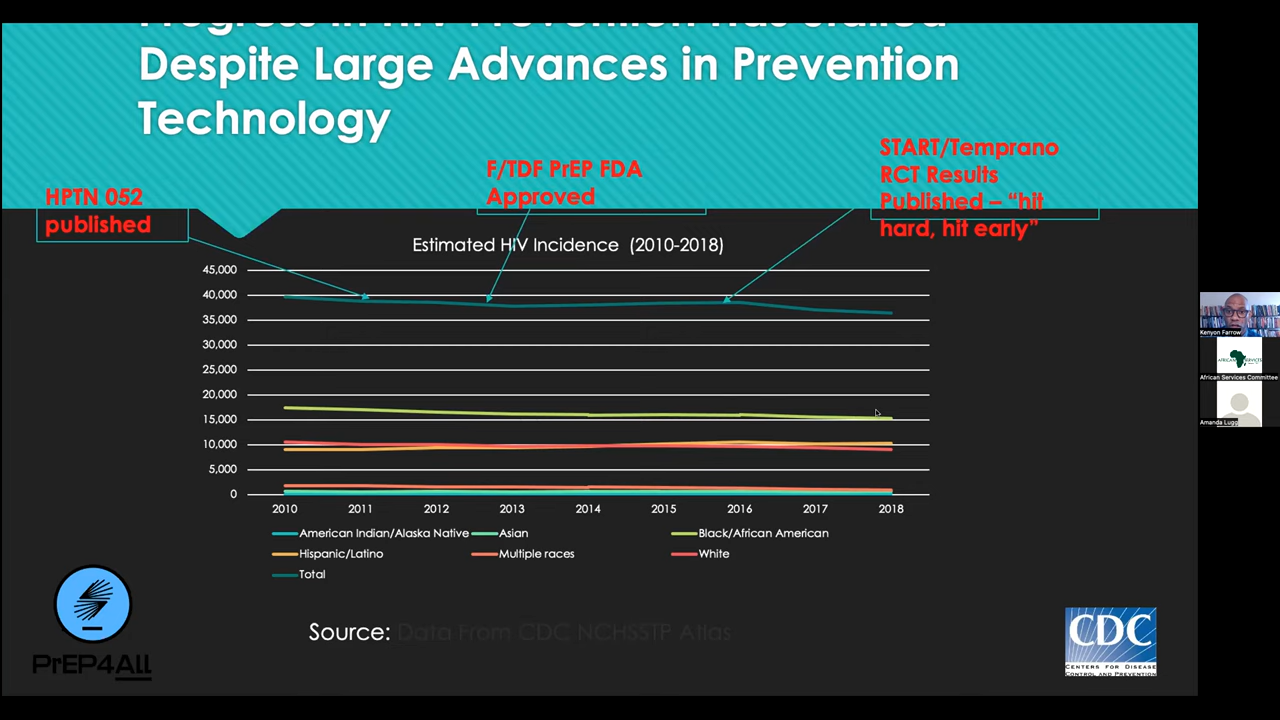 Progress in HIV Prevention Has Stalled
Despite Large Advances in Prevention
Technology
HPTN 052
published
F/TDF PrEP FDA
Approved
START/Temprano
RCT Results
Published – “hit
hard, hit early”
Estimated HIV Incidence (2010-2018)
45,000
40,000
35,000
30,000
25,000
20,000
15,000
10,000
5,000
0
2010 2011 2012 2013 2014 2015 2016 2017 2018
American Indian/Alaska Native Asian Black/African American
Hispanic/Latino Multiple races White
Total
Source: Data From CDC NCHSSTP Atlas
PrEP4All
CDC
CENTERS FOR DISEASE
CONTROL AND PREVENTION
Kenyon Farrow
AFRICAN SERVICES
African Services Committee
Amanda Lugg